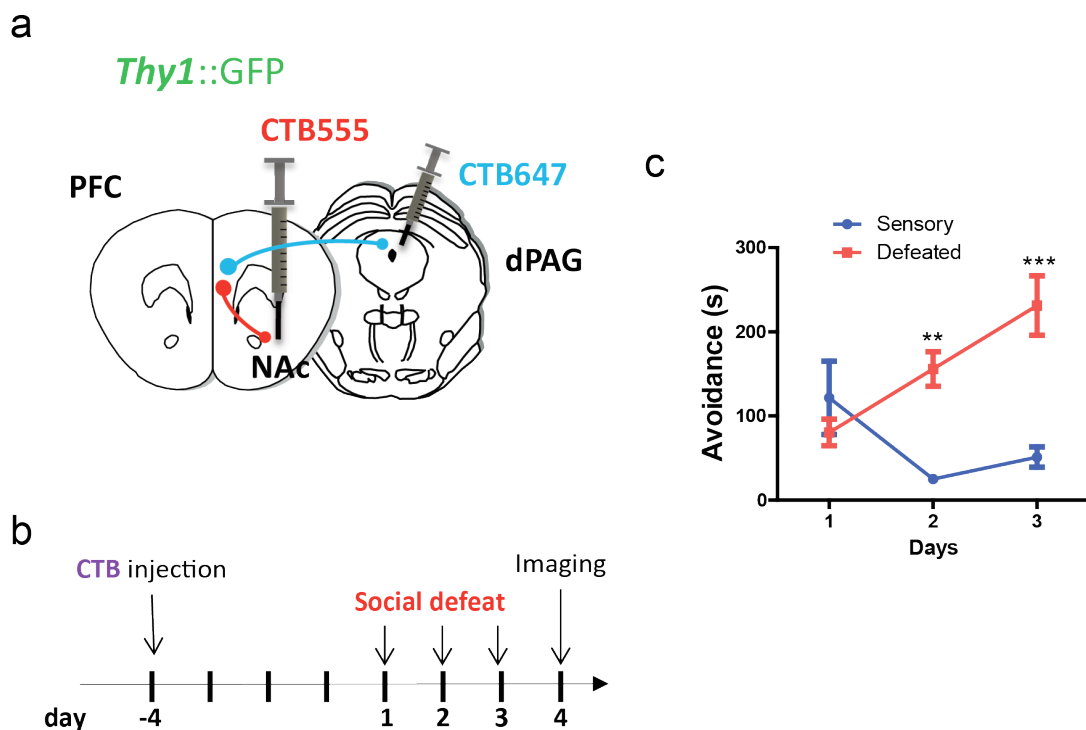 a
Thy1::GFP
CTB555
PFC
CTB647
dPAG
NAc
b
CTB injection
Social defeat
Imaging
day -4 1 2 3 4
c
Sensory
Defeated
Avoidance (s)
300
200
100
0
**
***
1 2 3
Days